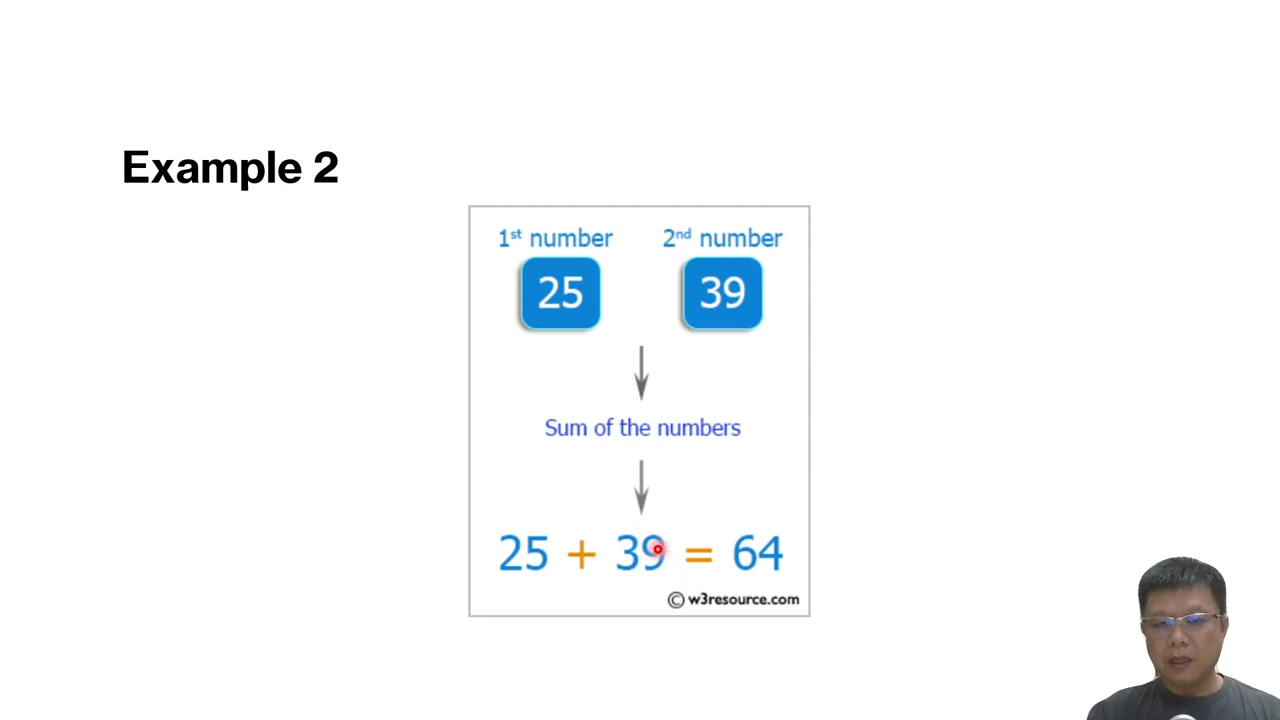 Example 2
1st number 2nd number
25 39
Sum of the numbers
25 + 39 = 64
© w3resource.com